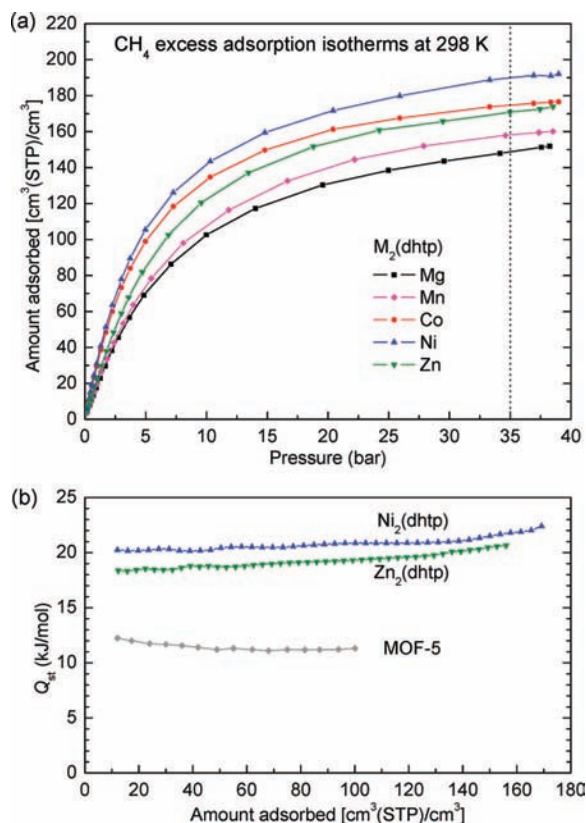 (a)
CH₄ excess adsorption isotherms at 298 K
220
200
180
160
140
120
100
80
60
40
20
0
Amount adsorbed [cm³(STP)/cm³]
M₂(dhtp)
Mg
Mn
Co
Ni
Zn
0 5 10 15 20 25 30 35 40
Pressure (bar)
(b)
25
20
15
10
5
0
Qst (kJ/mol)
Ni₂(dhtp)
Zn₂(dhtp)
MOF-5
0 20 40 60 80 100 120 140 160 180
Amount adsorbed [cm³(STP)/cm³]